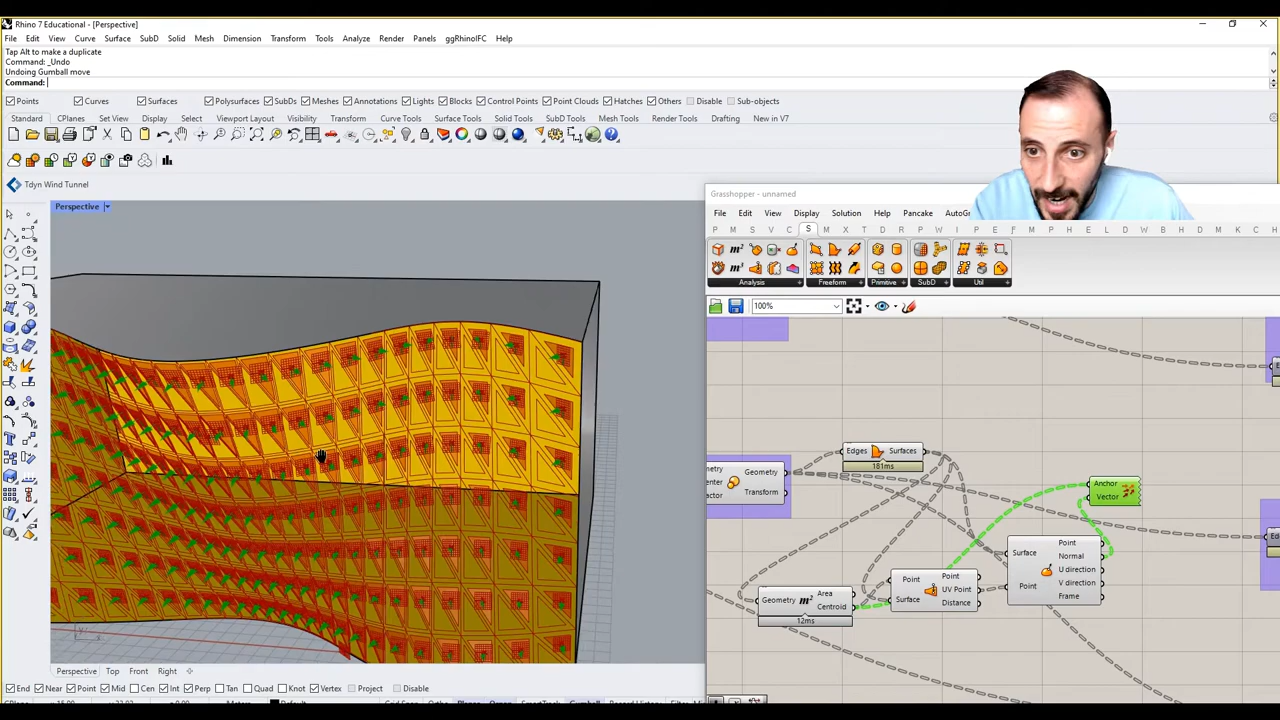 Rhino 7 Educational - [Perspective]
File Edit View Curve Surface SubD Solid Mesh Dimension Transform Tools Analyze Render Panels ggRhinoIFC Help
Tap Alt to make a duplicate
Command: _Undo
Undoing Gumball move
Command:
Points Curves Surfaces Polysurfaces SubDs Meshes Annotations Lights Blocks Control Points Point Clouds Hatches Others Disable Sub-objects
Standard CPlanes Set View Display Select Viewport Layout Visibility Transform Curve Tools Surface Tools Solid Tools SubD Tools Mesh Tools Render Tools Drafting New in V7
Tdyn Wind Tunnel
Perspective
Grasshopper - unnamed
File Edit View Display Solution Help Pancake AutoGr
P M S V C S I M X T D R P K L B F D C L E D G C T H
Analysis Freeform Primitive SubD Util
100%
Edges Surfaces
181ms
Geometry
Transform
Anchor
Vector
Geometry Area
Centroid
12ms
Point Point
UV Point
Surface Distance
Point
Surface Normal
U direction
Point V direction
Frame
Perspective Top Front Right
End Near Point Mid Cen Int Perp Tan Quad Knot Vertex Project Disable